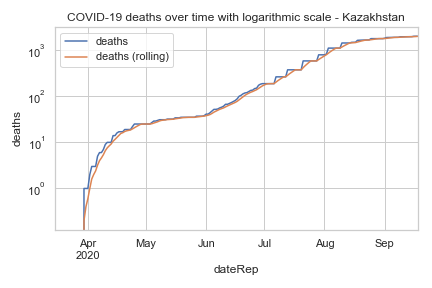 COVID-19 deaths over time with logarithmic scale - Kazakhstan
deaths
deaths (rolling)
10³
10²
10¹
10⁰
deaths
Apr May Jun Jul Aug Sep
2020
dateRep